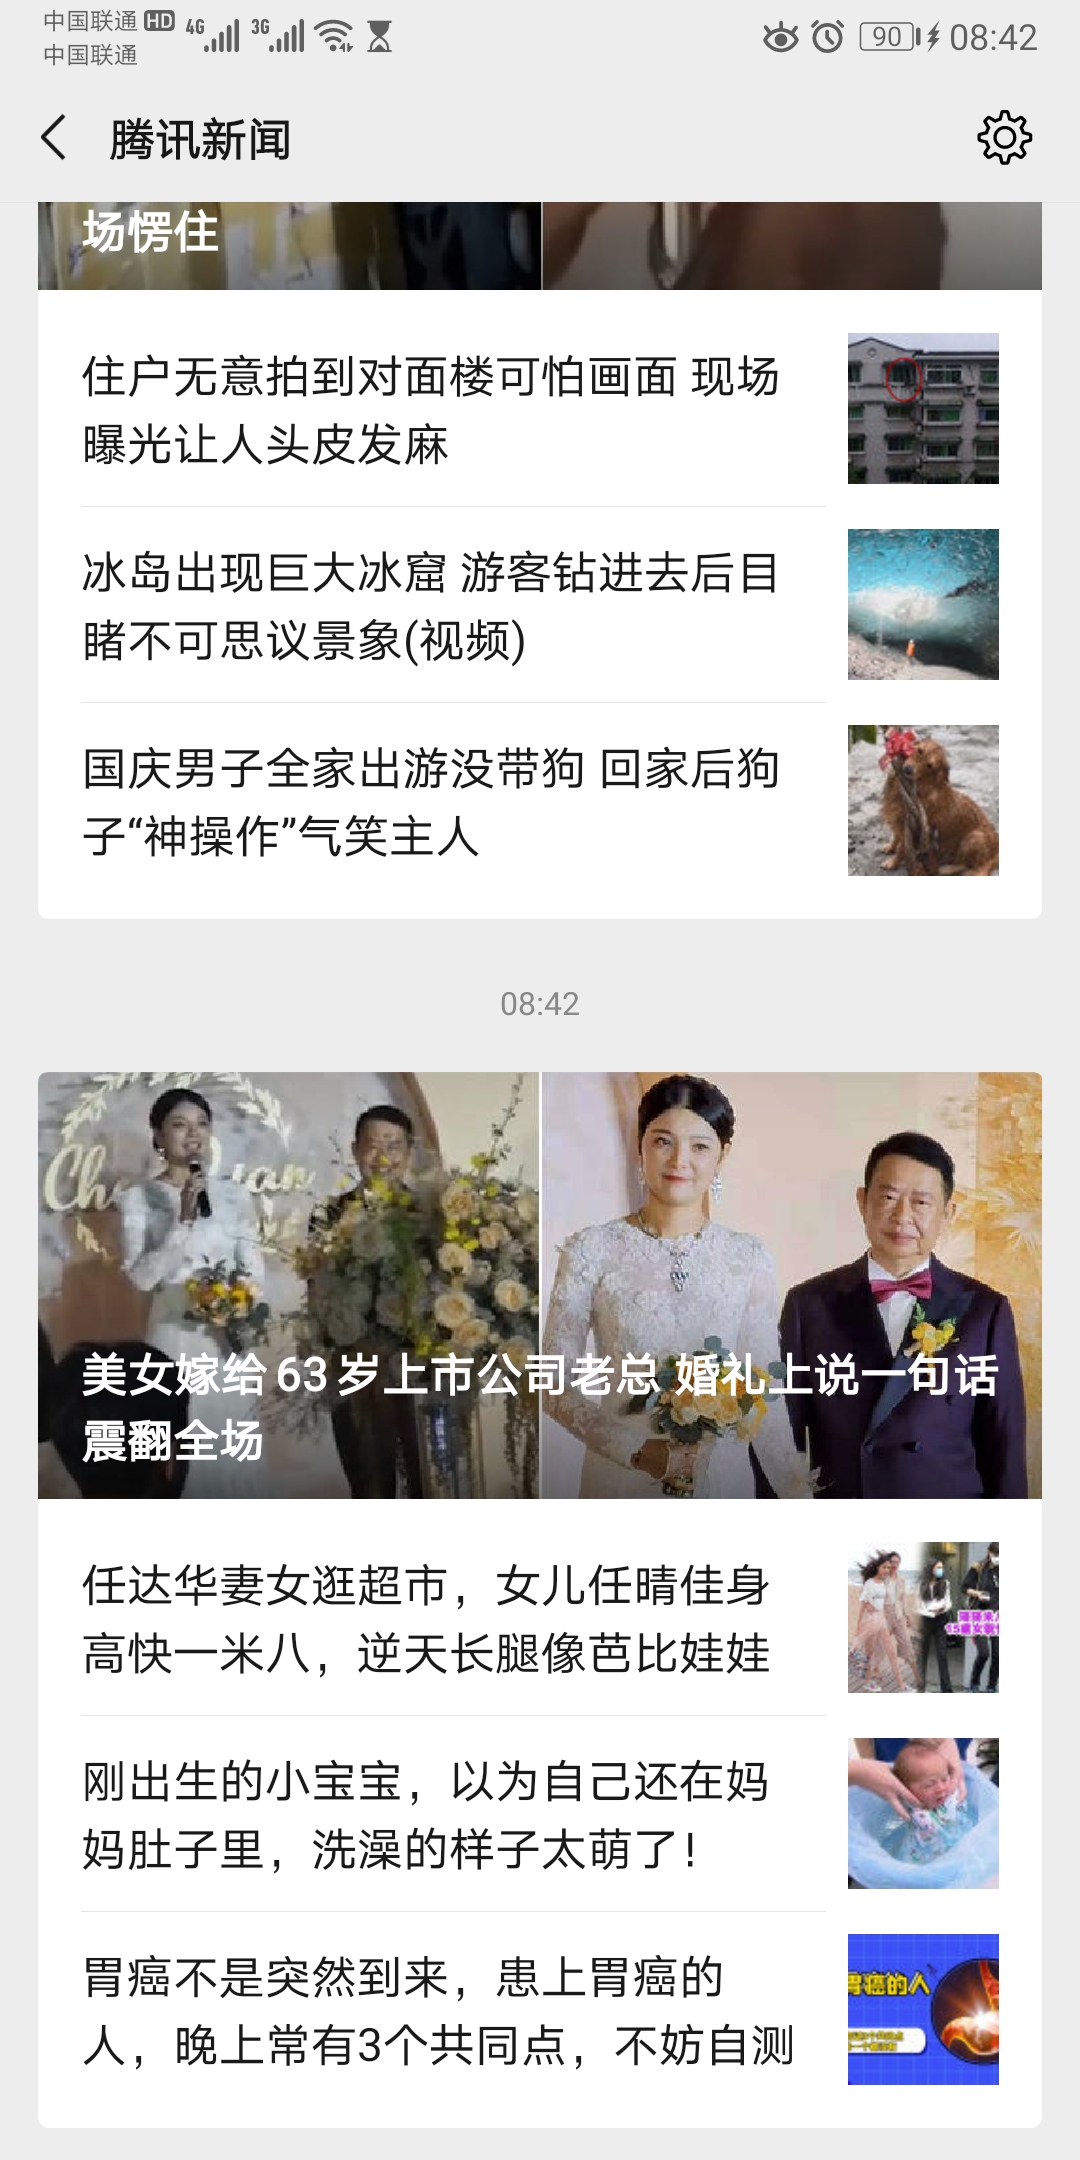 中国联通 HD 4G 3G 90 08:42
中国联通
腾讯新闻
场愣住
住户无意拍到对面楼可怕画面 现场
曝光让人头皮发麻
冰岛出现巨大冰窟 游客钻进去后目
睹不可思议景象(视频)
国庆男子全家出游没带狗 回家后狗
子“神操作”气笑主人
08:42
美女嫁给63岁上市公司老总 婚礼上说一句话
震翻全场
任达华妻女逛超市，女儿任晴佳身
高快一米八，逆天长腿像芭比娃娃
刚出生的小宝宝，以为自己还在妈
妈肚子里，洗澡的样子太萌了！
胃癌不是突然到来，患上胃癌的
胃癌的人
人，晚上常有3个共同点，不妨自测